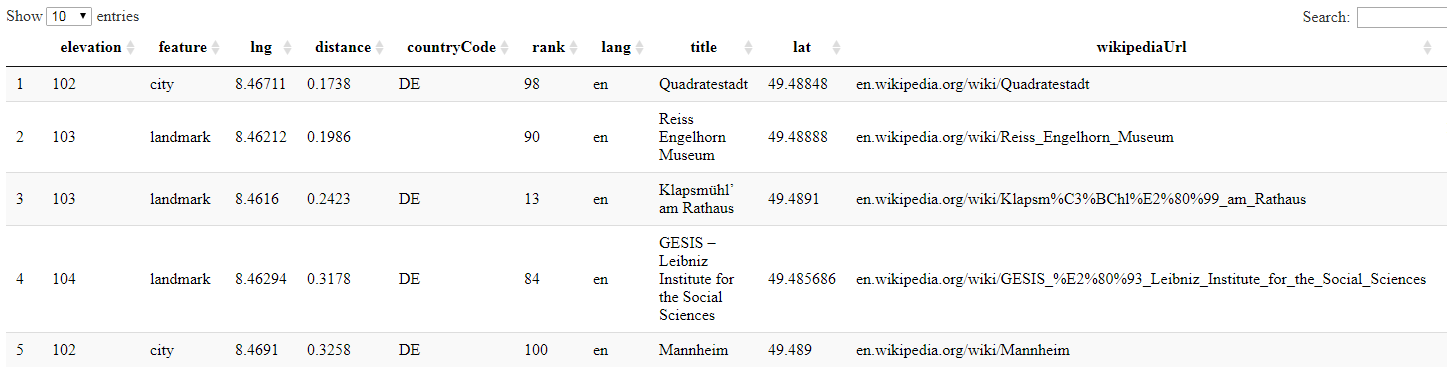 Show 10 entries Search:
elevation feature lng distance countryCode rank lang title lat wikipediaUrl
1 102 city 8.46711 0.1738 DE 98 en Quadratestadt 49.48848 en.wikipedia.org/wiki/Quadratestadt
2 103 landmark 8.46212 0.1986 90 en Reiss Engelhorn Museum 49.48888 en.wikipedia.org/wiki/Reiss_Engelhorn_Museum
3 103 landmark 8.4616 0.2423 DE 13 en Klapsmühl’ am Rathaus 49.4891 en.wikipedia.org/wiki/Klapsm%C3%BChl%E2%80%99_am_Rathaus
4 104 landmark 8.46294 0.3178 DE 84 en GESIS – Leibniz Institute for the Social Sciences 49.485686 en.wikipedia.org/wiki/GESIS_%E2%80%93_Leibniz_Institute_for_the_Social_Sciences
5 102 city 8.4691 0.3258 DE 100 en Mannheim 49.489 en.wikipedia.org/wiki/Mannheim